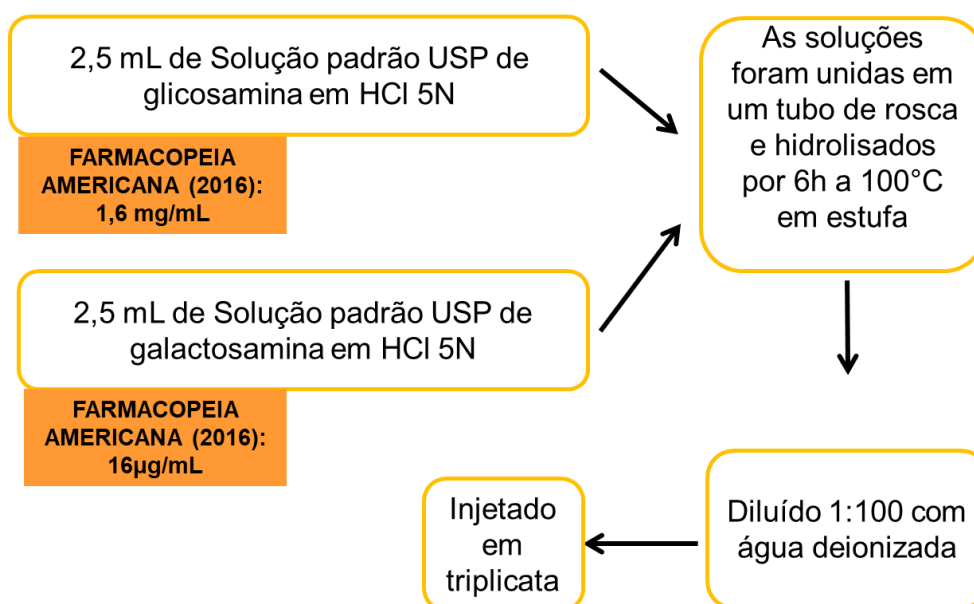 2,5 mL de Solução padrão USP de
glicosamina em HCl 5N
FARMACOPEIA
AMERICANA (2016):
1,6 mg/mL
2,5 mL de Solução padrão USP de
galactosamina em HCl 5N
FARMACOPEIA
AMERICANA (2016):
16µg/mL
As soluções
foram unidas em
um tubo de rosca
e hidrolisados
por 6h a 100°C
em estufa
Diluído 1:100 com
água deionizada
Injetado
em
triplicata